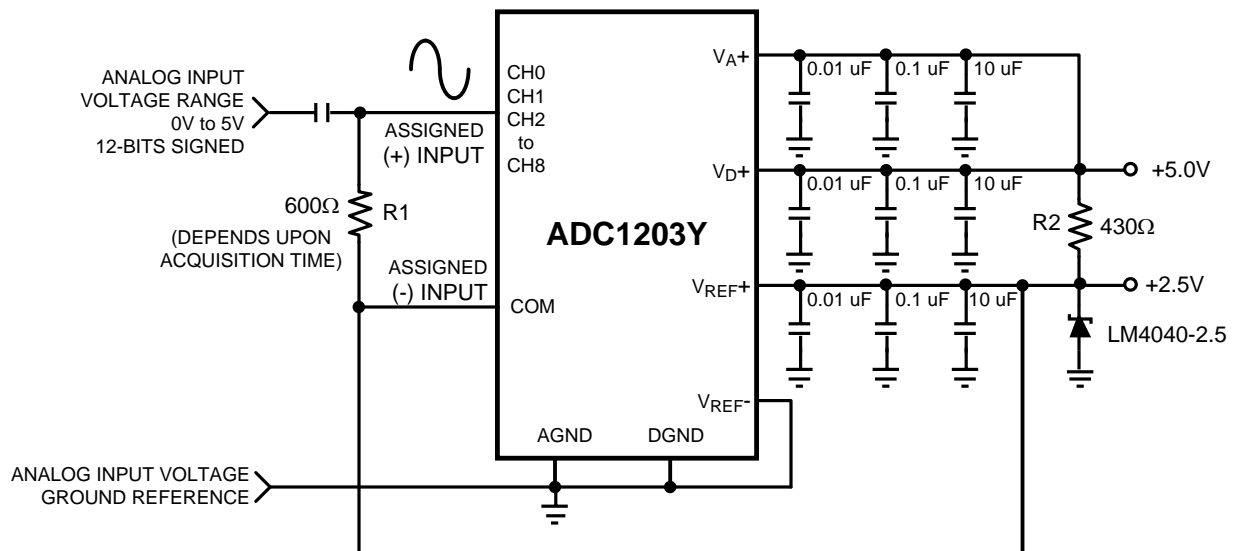 ANALOG INPUT
VOLTAGE RANGE
0V to 5V
12-BITS SIGNED
ASSIGNED
(+) INPUT
600Ω
R1
(DEPENDS UPON
ACQUISITION TIME)
ASSIGNED
(-) INPUT
CH0
CH1
CH2
to
CH8
COM
ADC1203Y
VA+
0.01 uF
0.1 uF
10 uF
VD+
0.01 uF
0.1 uF
10 uF
+5.0V
R2
430Ω
VREF+
0.01 uF
0.1 uF
10 uF
+2.5V
LM4040-2.5
VREF-
AGND
DGND
ANALOG INPUT VOLTAGE
GROUND REFERENCE